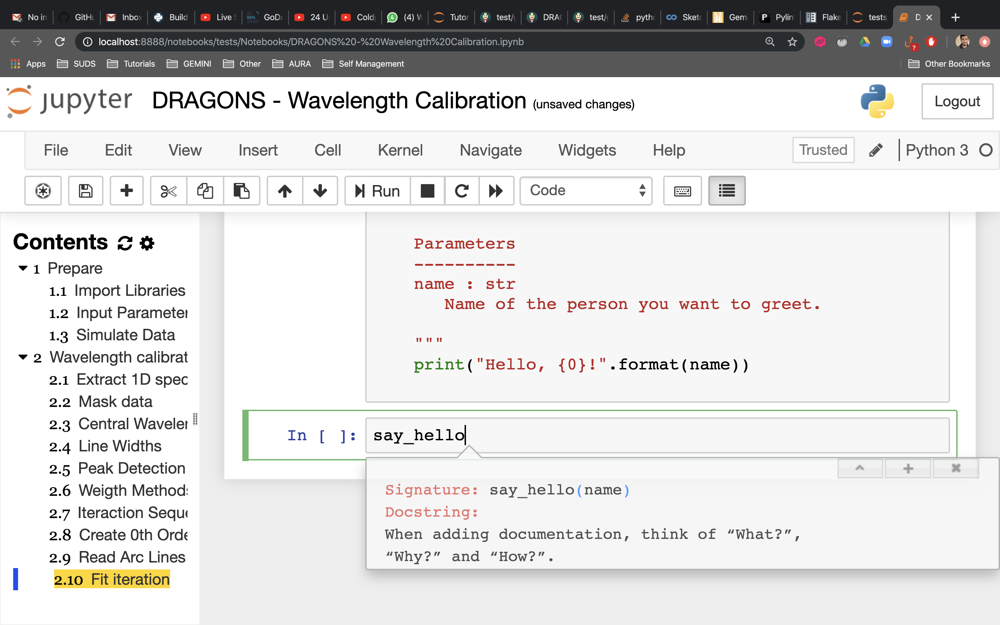 No in GitHu Inbox Build Live S GoDa 24 U Cold (4) W Tutor test/g DRAG test/g pytho Sketc Gemi Pylint Flake tests D
localhost:8888/notebooks/tests/Notebooks/DRAGONS%20-%20Wavelength%20Calibration.ipynb
Apps SUDS Tutorials GEMINI Other AURA Self Management Other Bookmarks
jupyter DRAGONS - Wavelength Calibration (unsaved changes) Logout
File Edit View Insert Cell Kernel Navigate Widgets Help Trusted Python 3
Run Code
Contents
1 Prepare
1.1 Import Libraries
1.2 Input Parameter
1.3 Simulate Data
2 Wavelength calibrat
2.1 Extract 1D spec
2.2 Mask data
2.3 Central Waveler
2.4 Line Widths
2.5 Peak Detection
2.6 Weigth Methods
2.7 Iteraction Seque
2.8 Create 0th Orde
2.9 Read Arc Lines
2.10 Fit iteration
Parameters
----------
name : str
Name of the person you want to greet.
"""
print("Hello, {0}!".format(name))
In [ ]: say_hello
Signature: say_hello(name)
Docstring:
When adding documentation, think of “What?”,
“Why?” and “How?”.